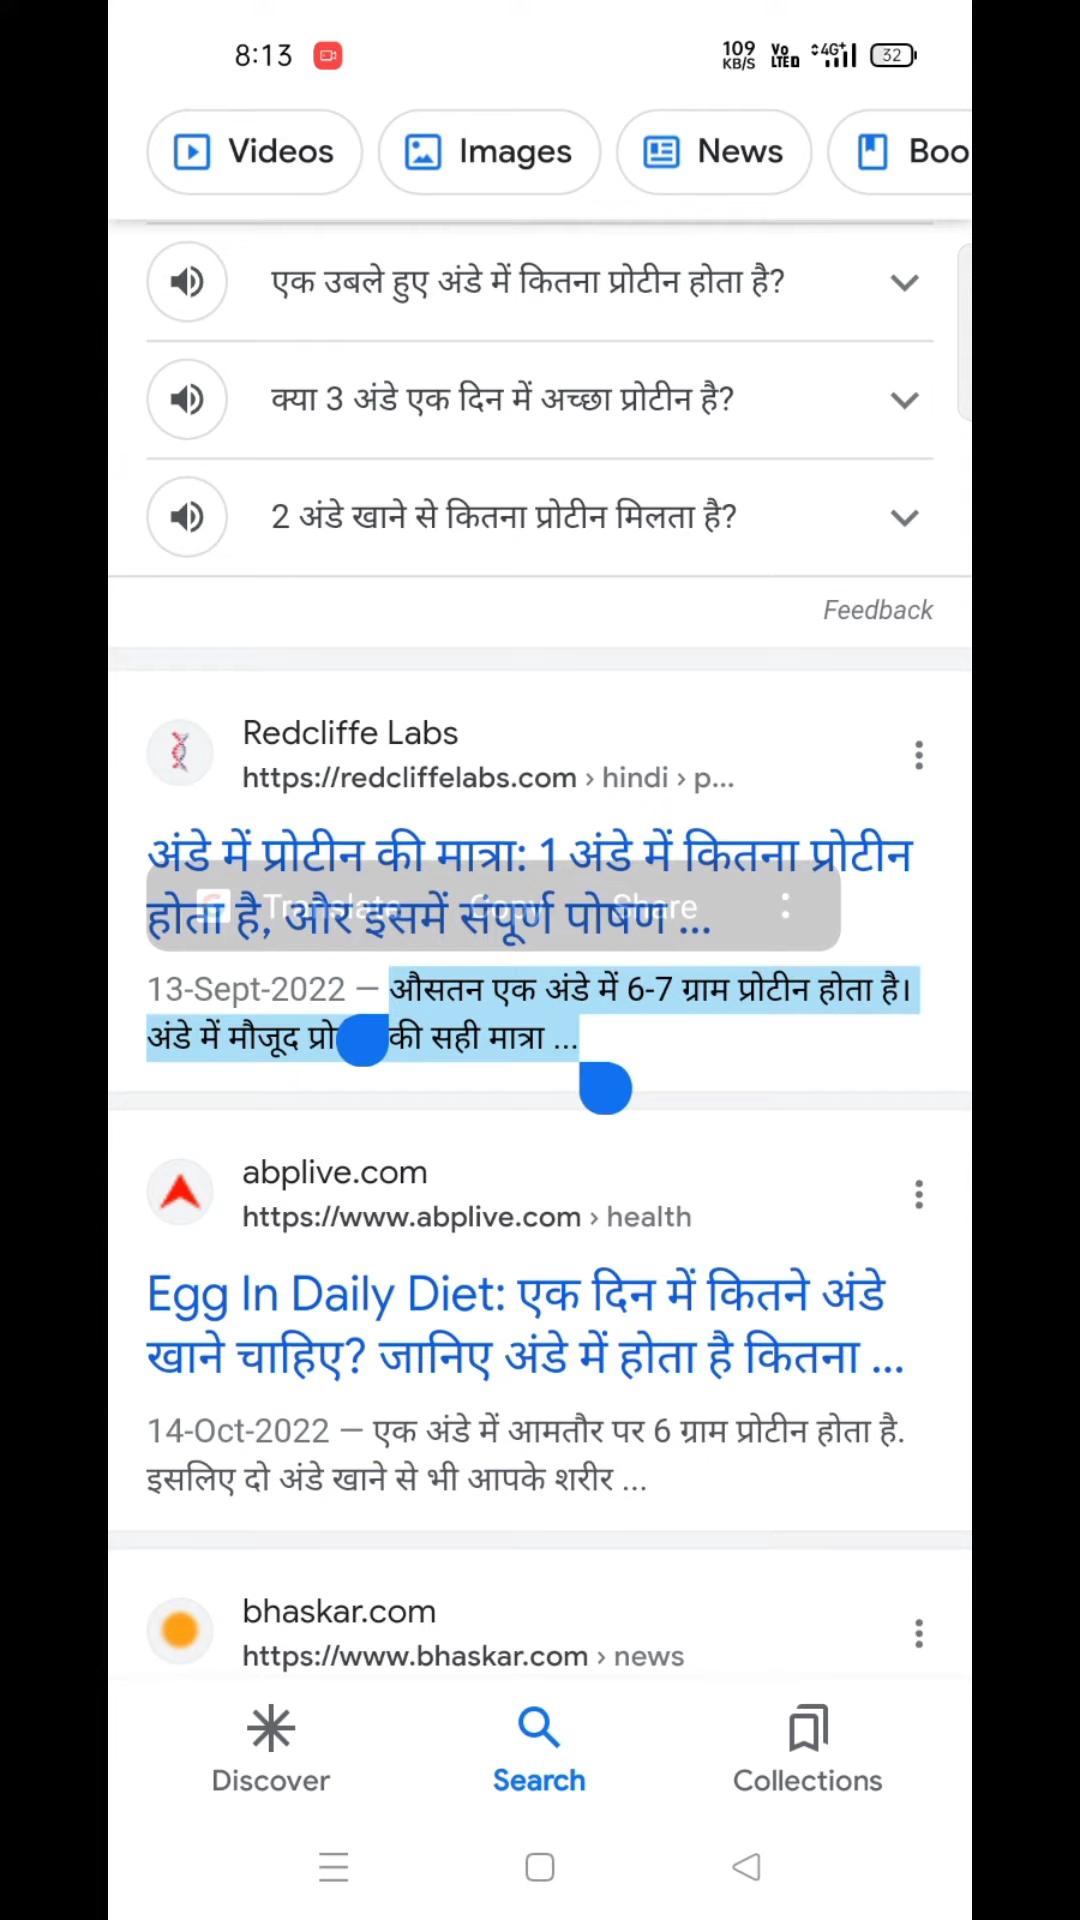 8:13
109 KB/S Vo LTE 4G+ 32
Videos Images News Boo
एक उबले हुए अंडे में कितना प्रोटीन होता है?
क्या 3 अंडे एक दिन में अच्छा प्रोटीन है?
2 अंडे खाने से कितना प्रोटीन मिलता है?
Feedback
Redcliffe Labs
https://redcliffelabs.com › hindi › p...
अंडे में प्रोटीन की मात्रा: 1 अंडे में कितना प्रोटीन
होता है, और इसमें संपूर्ण पोषण ...
Translate Copy Share
13-Sept-2022 — औसतन एक अंडे में 6-7 ग्राम प्रोटीन होता है।
अंडे में मौजूद प्रो की सही मात्रा ...
abplive.com
https://www.abplive.com › health
Egg In Daily Diet: एक दिन में कितने अंडे
खाने चाहिए? जानिए अंडे में होता है कितना ...
14-Oct-2022 — एक अंडे में आमतौर पर 6 ग्राम प्रोटीन होता है.
इसलिए दो अंडे खाने से भी आपके शरीर ...
bhaskar.com
https://www.bhaskar.com › news
Discover Search Collections